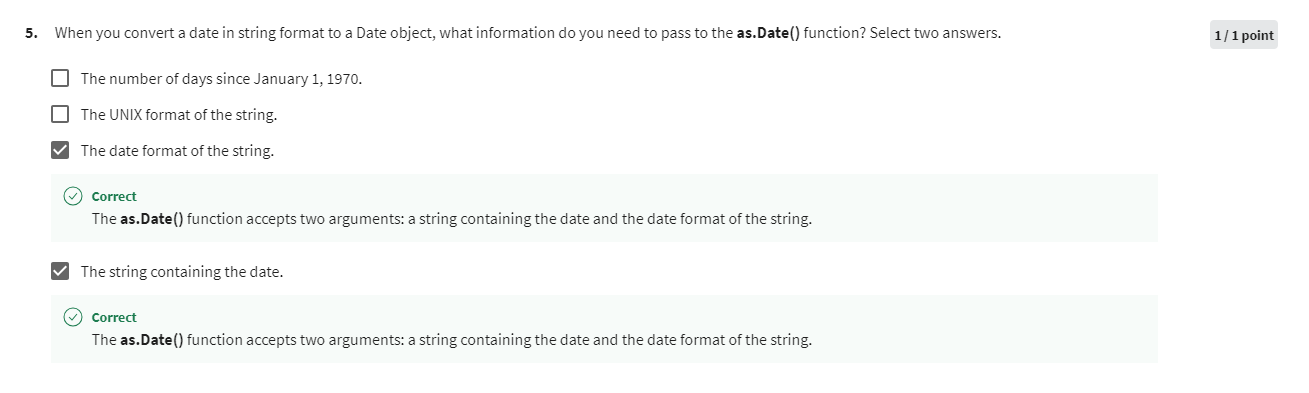 5. When you convert a date in string format to a Date object, what information do you need to pass to the as.Date() function? Select two answers.
1 / 1 point
The number of days since January 1, 1970.
The UNIX format of the string.
The date format of the string.
Correct
The as.Date() function accepts two arguments: a string containing the date and the date format of the string.
The string containing the date.
Correct
The as.Date() function accepts two arguments: a string containing the date and the date format of the string.